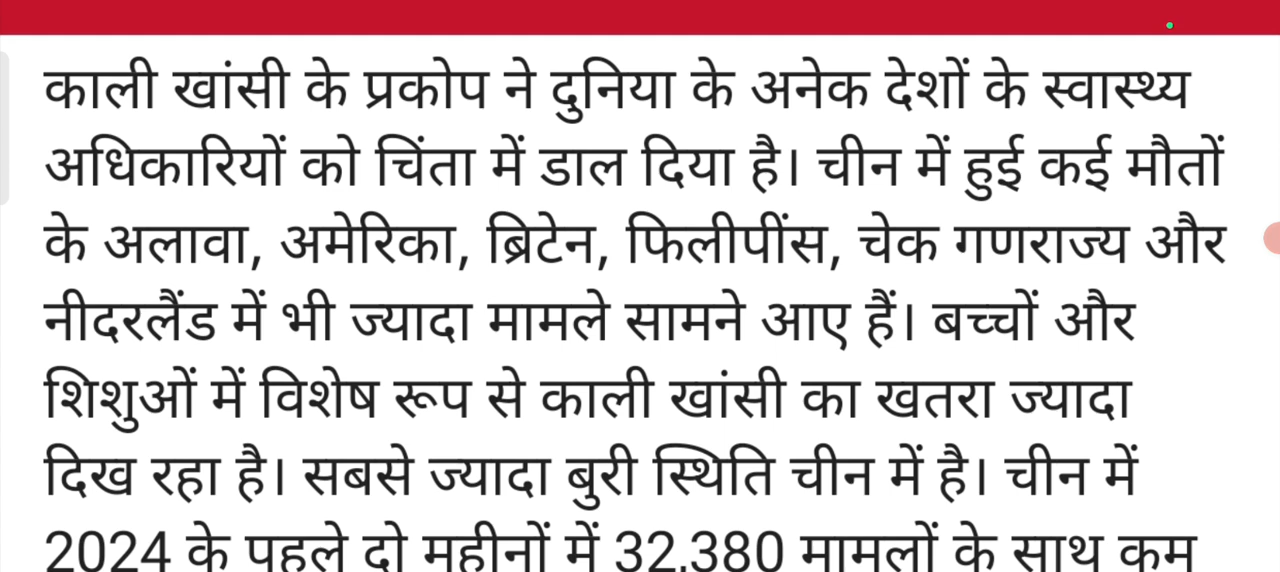 काली खांसी के प्रकोप ने दुनिया के अनेक देशों के स्वास्थ्य
अधिकारियों को चिंता में डाल दिया है। चीन में हुई कई मौतों
के अलावा, अमेरिका, ब्रिटेन, फिलीपींस, चेक गणराज्य और
नीदरलैंड में भी ज्यादा मामले सामने आए हैं। बच्चों और
शिशुओं में विशेष रूप से काली खांसी का खतरा ज्यादा
दिख रहा है। सबसे ज्यादा बुरी स्थिति चीन में है। चीन में
2024 के पहले दो महीनों में 32,380 मामलों के साथ कम